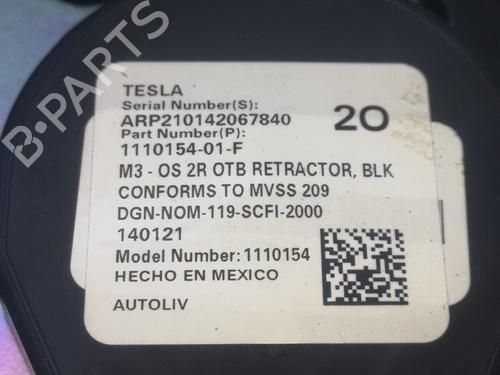 TESLA
Serial Number(S):
ARP210142067840
20
Part Number(P):
1110154-01-F
M3 - OS 2R OTB RETRACTOR, BLK
CONFORMS TO MVSS 209
DGN-NOM-119-SCFI-2000
140121
Model Number: 1110154
HECHO EN MEXICO
AUTOLIV
B-PARTS